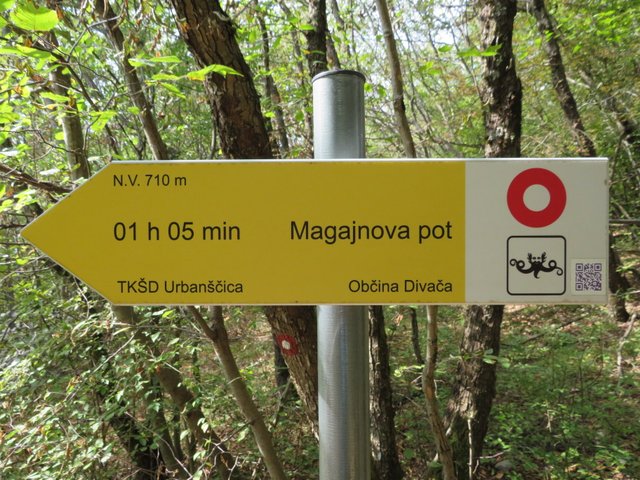 N.V. 710 m
01 h 05 min Magajnova pot
TKŠD Urbanščica Občina Divača